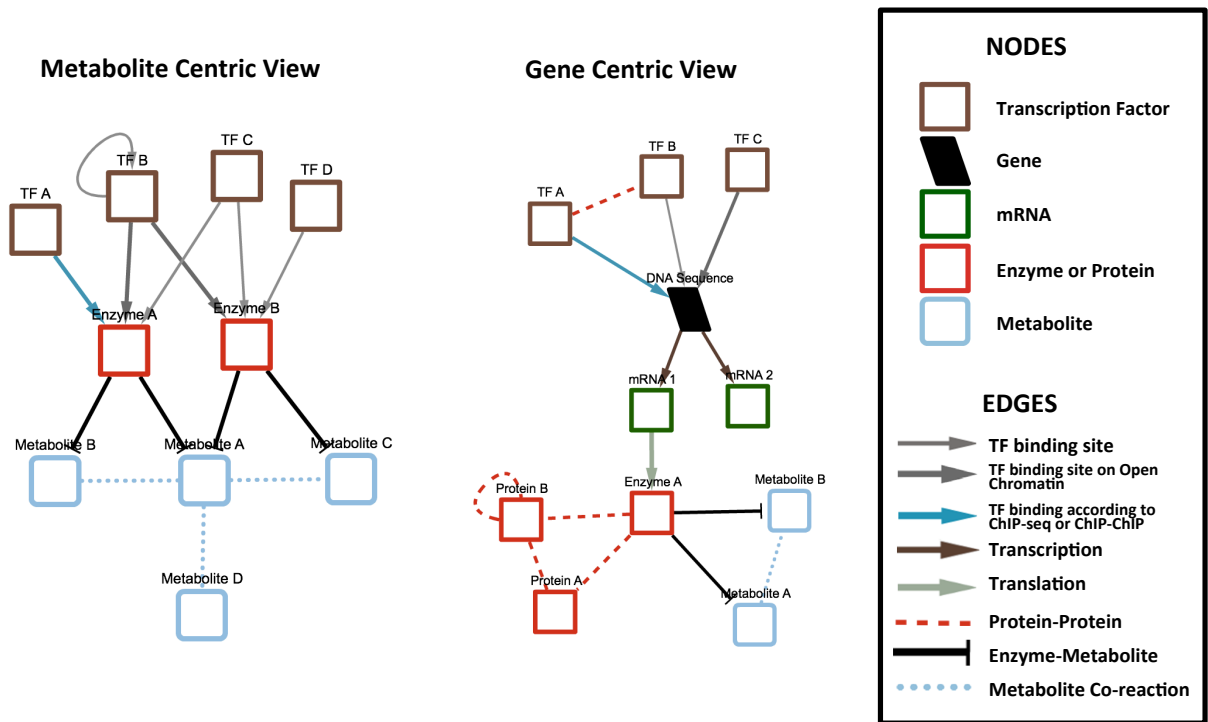 Metabolite Centric View
TF A
TF B
TF C
TF D
Enzyme A
Enzyme B
Metabolite B
Metabolite A
Metabolite C
Metabolite D
Gene Centric View
TF A
TF B
TF C
DNA Sequence
mRNA 1
mRNA 2
Protein B
Enzyme A
Metabolite B
Protein A
Metabolite A
NODES
Transcription Factor
Gene
mRNA
Enzyme or Protein
Metabolite
EDGES
TF binding site
TF binding site on Open
Chromatin
TF binding according to
ChIP-seq or ChIP-ChIP
Transcription
Translation
Protein-Protein
Enzyme-Metabolite
Metabolite Co-reaction